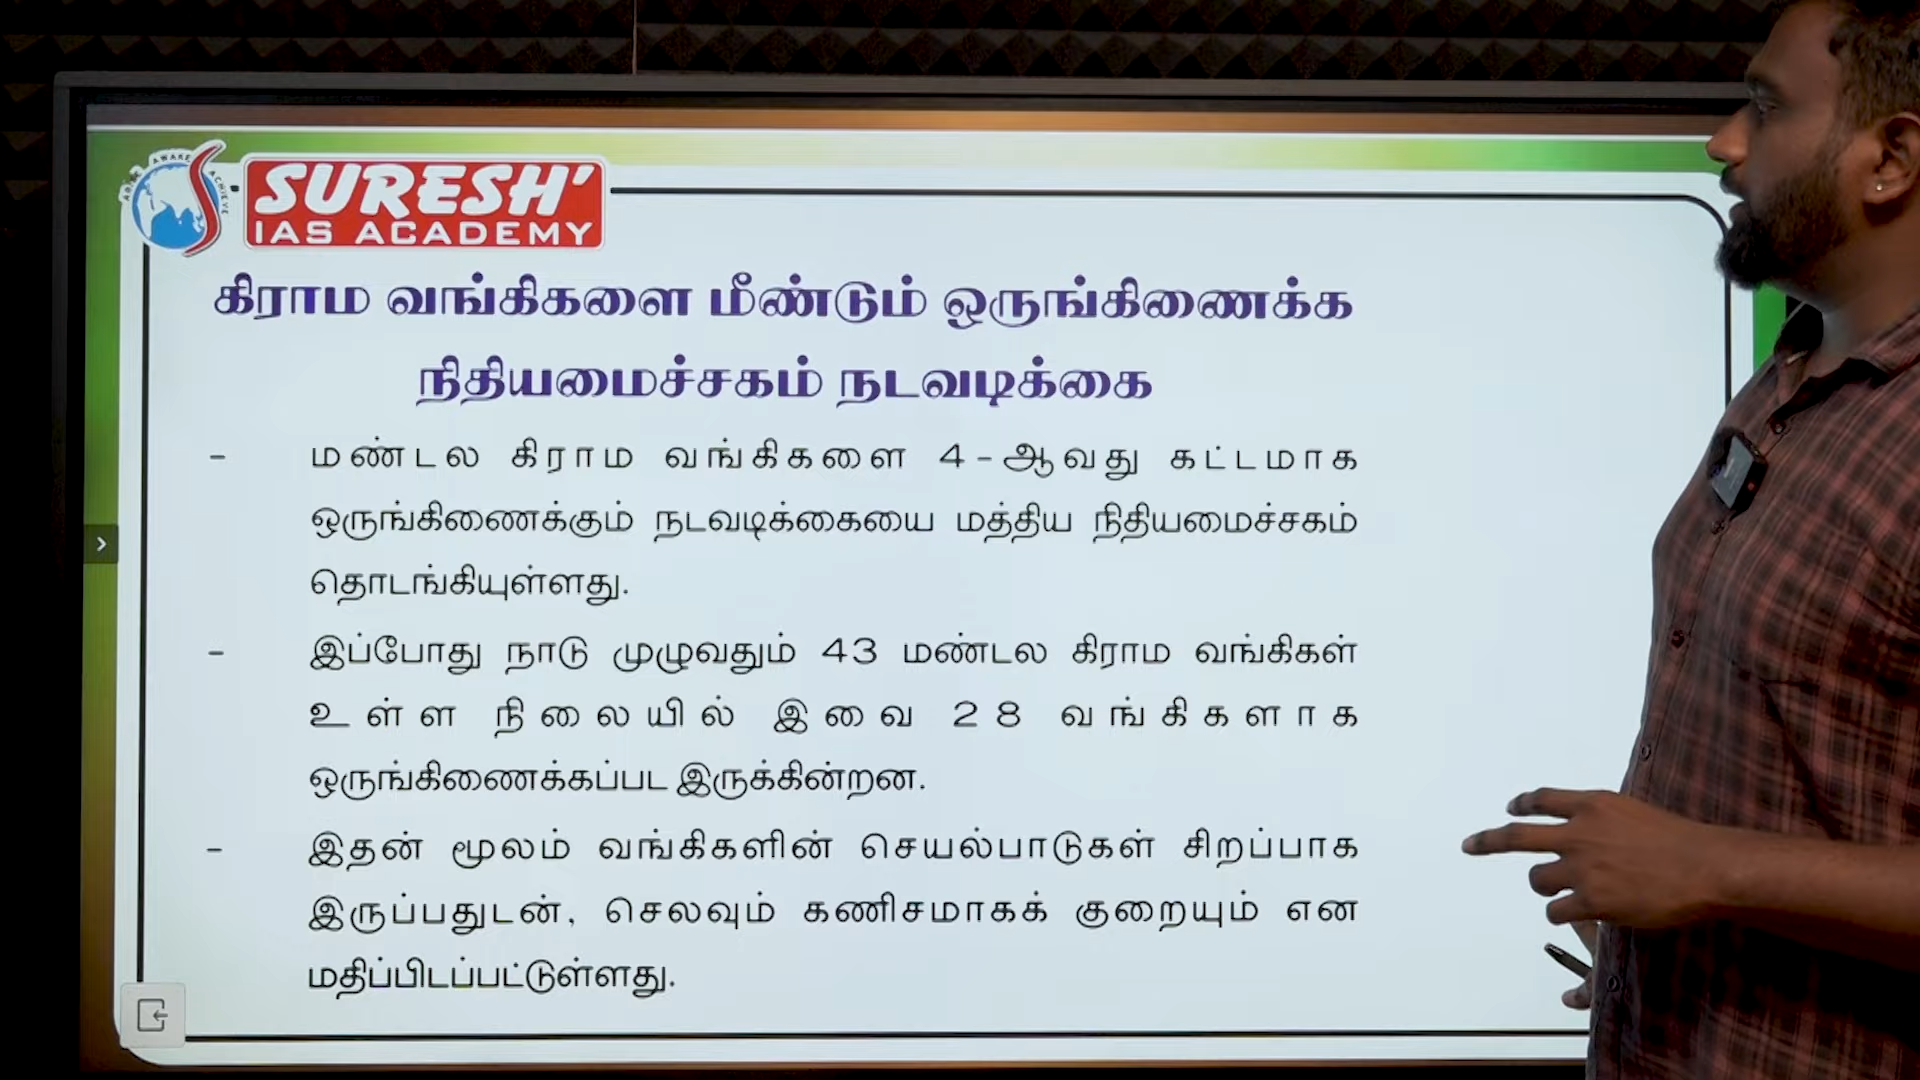 ARISE AWAKE ACHIEVE
SURESH'
IAS ACADEMY
கிராம வங்கிகளை மீண்டும் ஒருங்கிணைக்க
நிதியமைச்சகம் நடவடிக்கை
- மண்டல கிராம வங்கிகளை 4-ஆவது கட்டமாக
ஒருங்கிணைக்கும் நடவடிக்கையை மத்திய நிதியமைச்சகம்
தொடங்கியுள்ளது.
- இப்போது நாடு முழுவதும் 43 மண்டல கிராம வங்கிகள்
உள்ள நிலையில் இவை 28 வங்கிகளாக
ஒருங்கிணைக்கப்பட இருக்கின்றன.
- இதன் மூலம் வங்கிகளின் செயல்பாடுகள் சிறப்பாக
இருப்பதுடன், செலவும் கணிசமாகக் குறையும் என
மதிப்பிடப்பட்டுள்ளது.